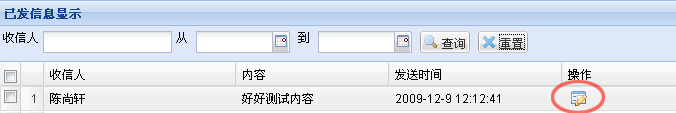 已发信息显示
收信人 从 到 查询 重置
收信人 内容 发送时间 操作
1 陈尚轩 好好测试内容 2009-12-9 12:12:41